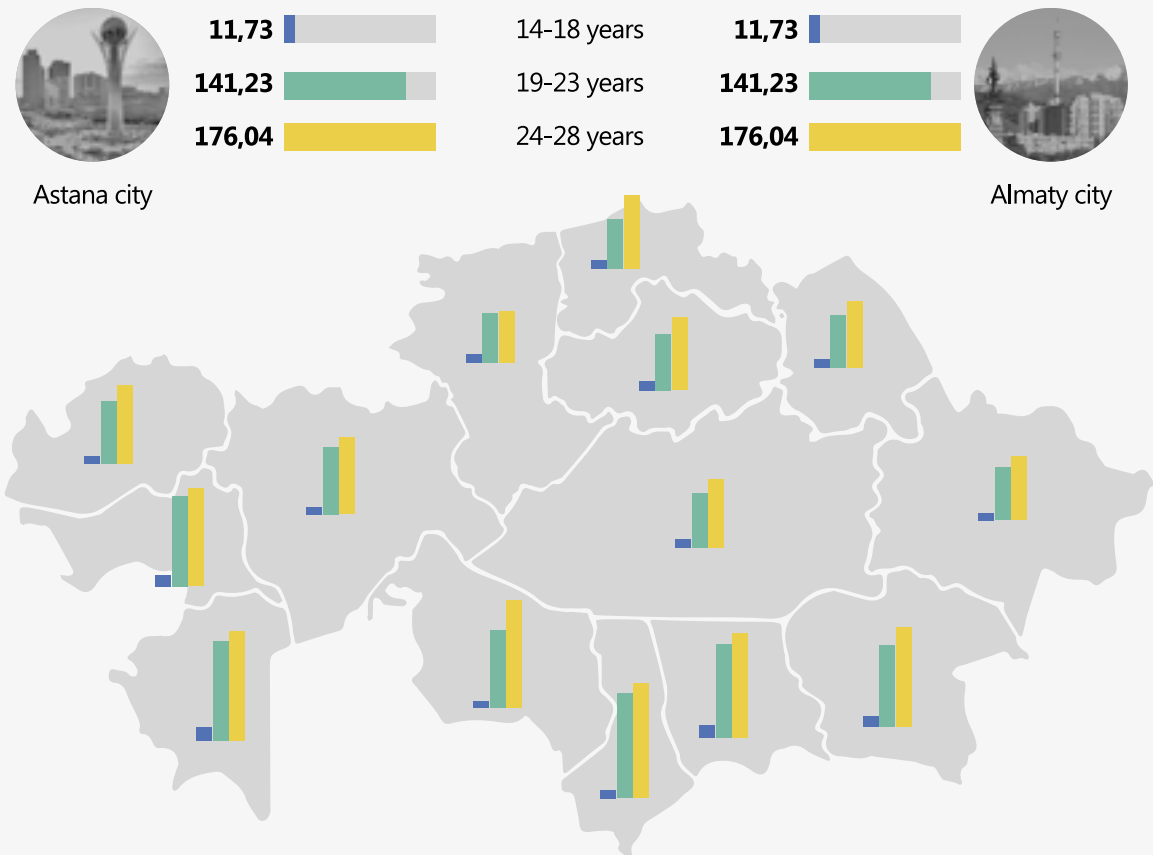 11,73 14-18 years 11,73
141,23 19-23 years 141,23
176,04 24-28 years 176,04
Astana city Almaty city